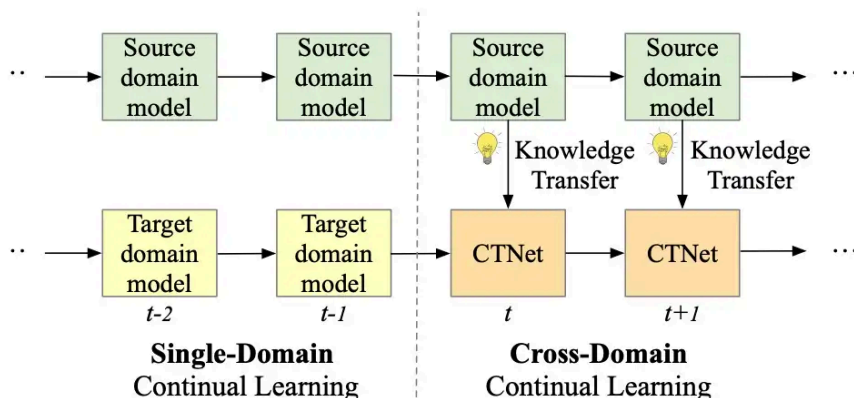 Source
domain
model
Source
domain
model
Source
domain
model
Source
domain
model
Knowledge
Transfer
Knowledge
Transfer
Target
domain
model
Target
domain
model
CTNet
CTNet
t-2
t-1
t
t+1
Single-Domain
Continual Learning
Cross-Domain
Continual Learning